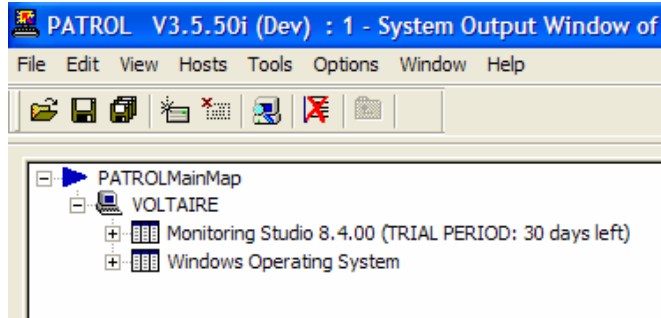 PATROL V3.5.50i (Dev) : 1 - System Output Window of
File Edit View Hosts Tools Options Window Help
PATROLMainMap
VOLTAIRE
Monitoring Studio 8.4.00 (TRIAL PERIOD: 30 days left)
Windows Operating System